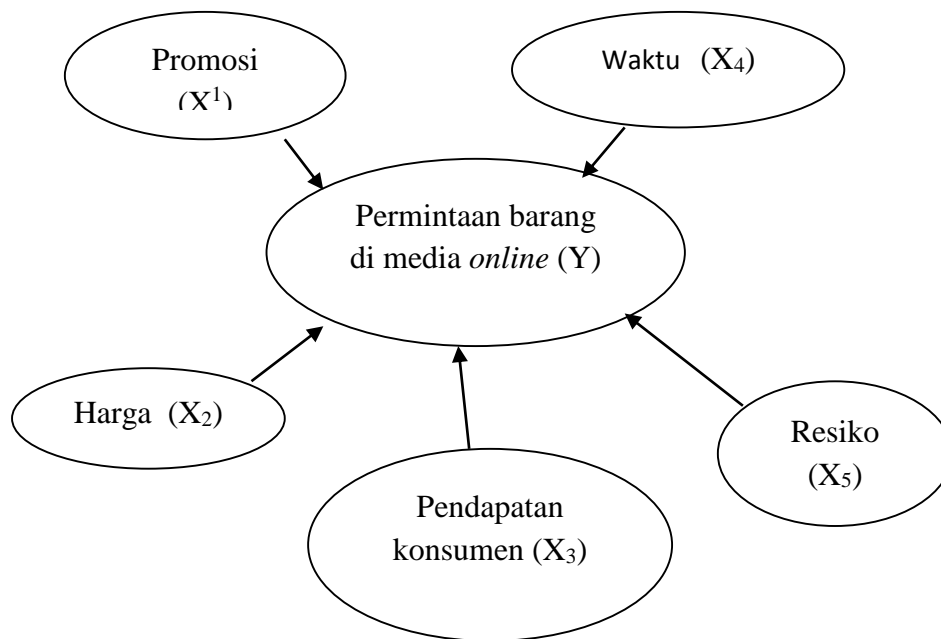 Promosi
(X¹)
Waktu (X₄)
Permintaan barang
di media online (Y)
Harga (X₂)
Resiko
(X₅)
Pendapatan
konsumen (X₃)